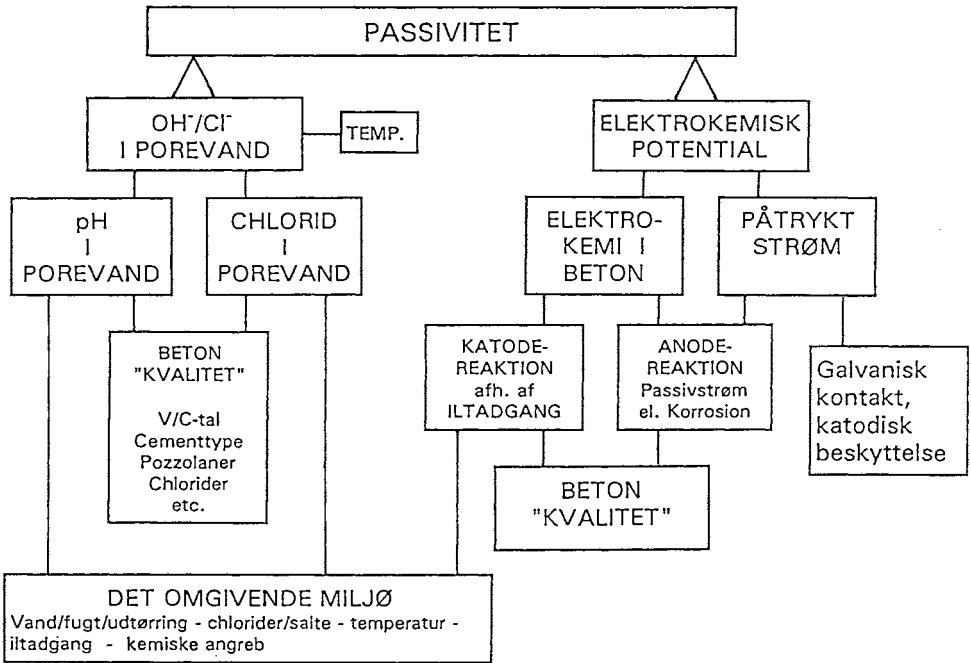 PASSIVITET
OH⁻/Cl⁻
I POREVAND
TEMP.
ELEKTROKEMISK
POTENTIAL
pH
I
POREVAND
CHLORID
I
POREVAND
ELEKTRO-
KEMI I
BETON
PÅTRYKT
STRØM
BETON
"KVALITET"
V/C-tal
Cementtype
Pozzolaner
Chlorider
etc.
KATODE-
REAKTION
afh. af
ILTADGANG
ANODE-
REAKTION
Passivstrøm
el. Korrosion
Galvanisk
kontakt,
katodisk
beskyttelse
BETON
"KVALITET"
DET OMGIVENDE MILJØ
Vand/fugt/udtørring - chlorider/salte - temperatur -
iltadgang - kemiske angreb